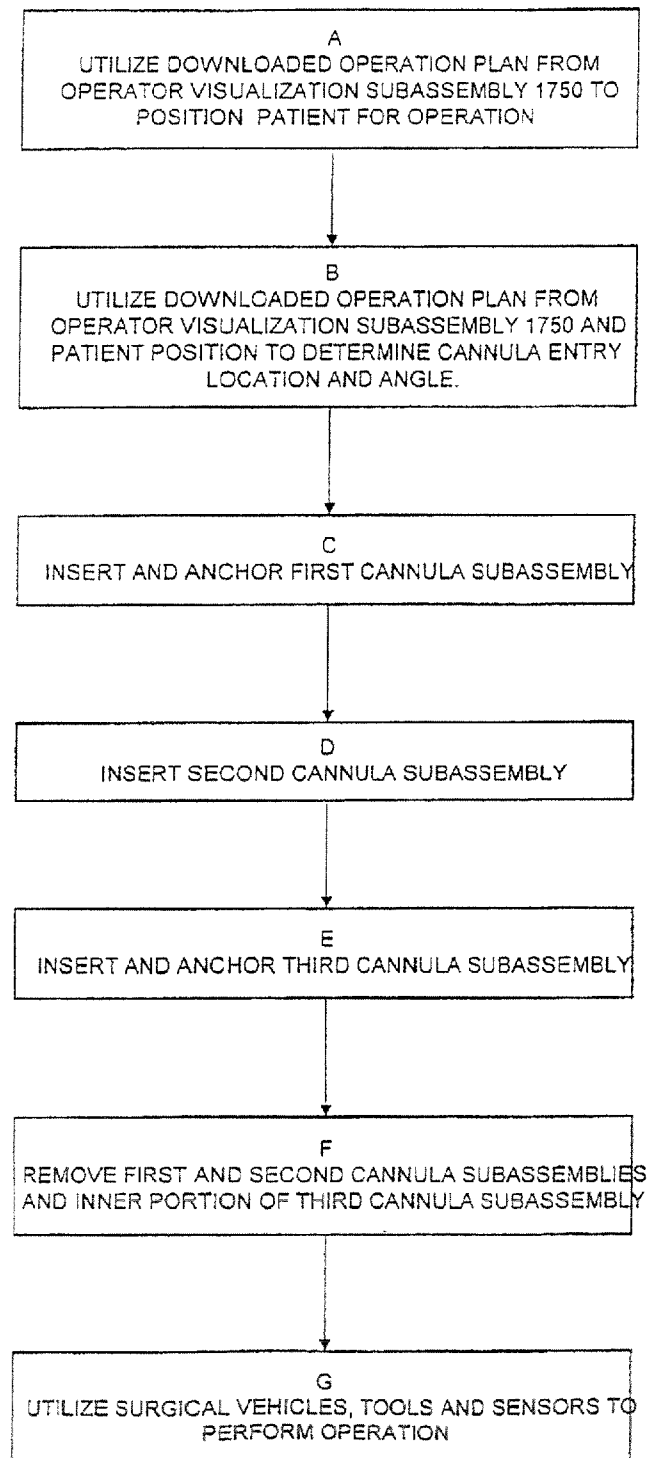 A
UTILIZE DOWNLOADED OPERATION PLAN FROM
OPERATOR VISUALIZATION SUBASSEMBLY 1750 TO
POSITION PATIENT FOR OPERATION
B
UTILIZE DOWNLOADED OPERATION PLAN FROM
OPERATOR VISUALIZATION SUBASSEMBLY 1750 AND
PATIENT POSITION TO DETERMINE CANNULA ENTRY
LOCATION AND ANGLE.
C
INSERT AND ANCHOR FIRST CANNULA SUBASSEMBLY
D
INSERT SECOND CANNULA SUBASSEMBLY
E
INSERT AND ANCHOR THIRD CANNULA SUBASSEMBLY
F
REMOVE FIRST AND SECOND CANNULA SUBASSEMBLIES
AND INNER PORTION OF THIRD CANNULA SUBASSEMBLY
G
UTILIZE SURGICAL VEHICLES, TOOLS AND SENSORS TO
PERFORM OPERATION